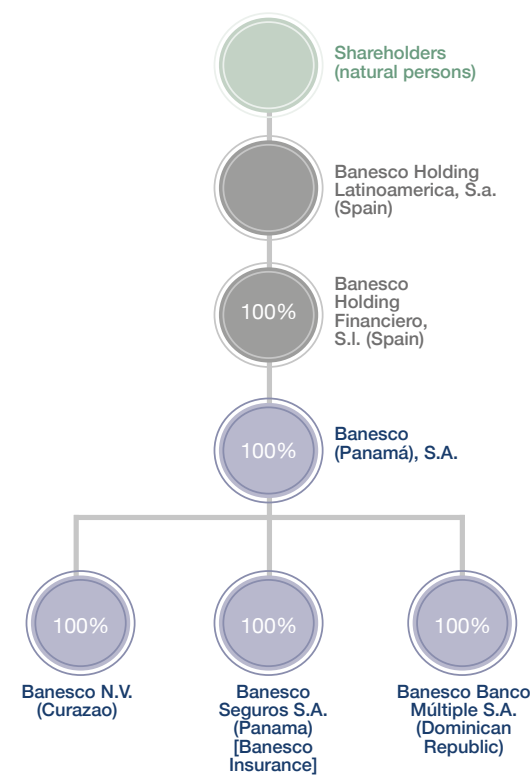 Shareholders
(natural persons)
Banesco Holding
Latinoamerica, S.a.
(Spain)
100%
Banesco
Holding
Financiero,
S.l. (Spain)
100%
Banesco
(Panamá), S.A.
100%
100%
100%
Banesco N.V.
(Curazao)
Banesco
Seguros S.A.
(Panama)
[Banesco
Insurance]
Banesco Banco
Múltiple S.A.
(Dominican
Republic)